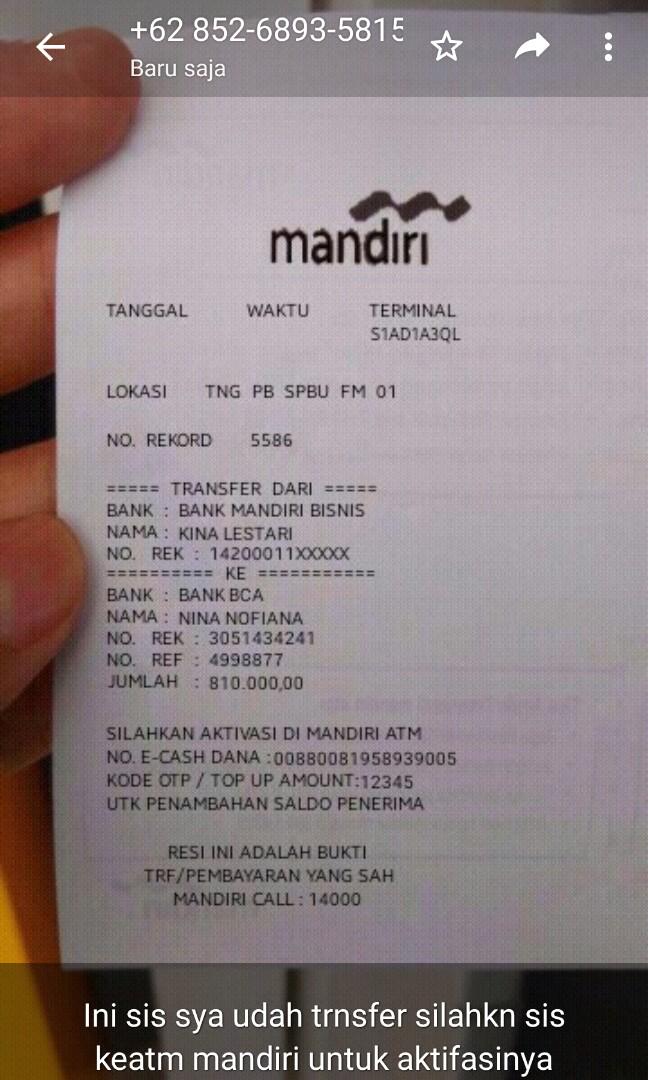 +62 852-6893-5815
Baru saja
mandiri
TANGGAL WAKTU TERMINAL
S1AD1A3QL
LOKASI TNG PB SPBU FM 01
NO. REKORD 5586
===== TRANSFER DARI =====
BANK : BANK MANDIRI BISNIS
NAMA : KINA LESTARI
NO. REK : 14200011XXXXX
========== KE ===========
BANK : BANK BCA
NAMA : NINA NOFIANA
NO. REK : 3051434241
NO. REF : 4998877
JUMLAH : 810.000,00
SILAHKAN AKTIVASI DI MANDIRI ATM
NO. E-CASH DANA :00880081958939005
KODE OTP / TOP UP AMOUNT:12345
UTK PENAMBAHAN SALDO PENERIMA
RESI INI ADALAH BUKTI
TRF/PEMBAYARAN YANG SAH
MANDIRI CALL : 14000
Ini sis sya udah trnsfer silahkn sis
keatm mandiri untuk aktifasinya